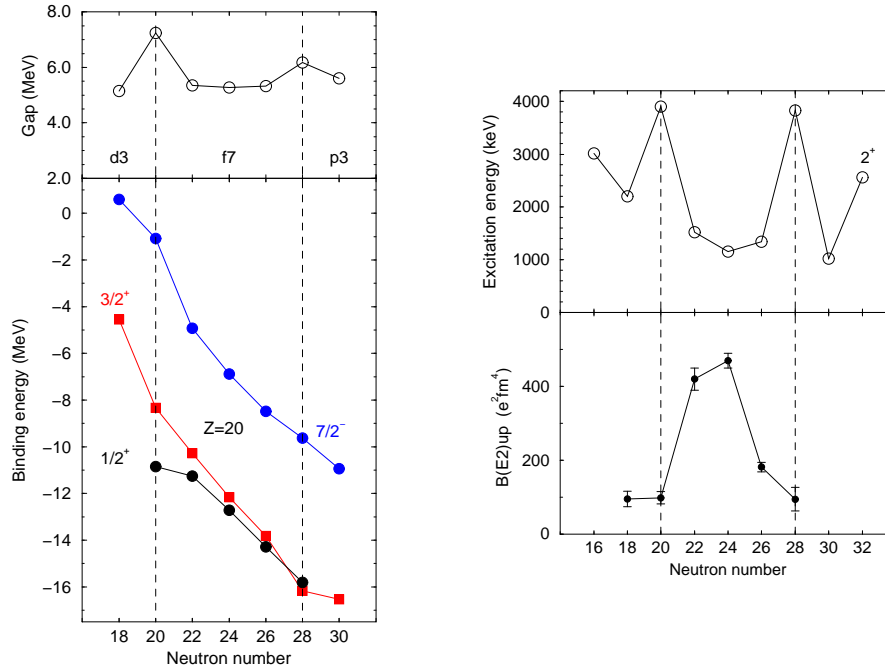 8.0
6.0
4.0
2.0
Gap (MeV)
d3
f7
p3
0
−2
−4
−6
−8
−10
−12
−14
−16
Binding energy (MeV)
3/2⁺
1/2⁺
Z=20
7/2⁻
18 20 22 24 26 28 30
Neutron number
4000
3000
2000
1000
0
Excitation energy (keV)
2⁺
400
200
0
B(E2)up (e²fm⁴)
16 18 20 22 24 26 28 30 32
Neutron number